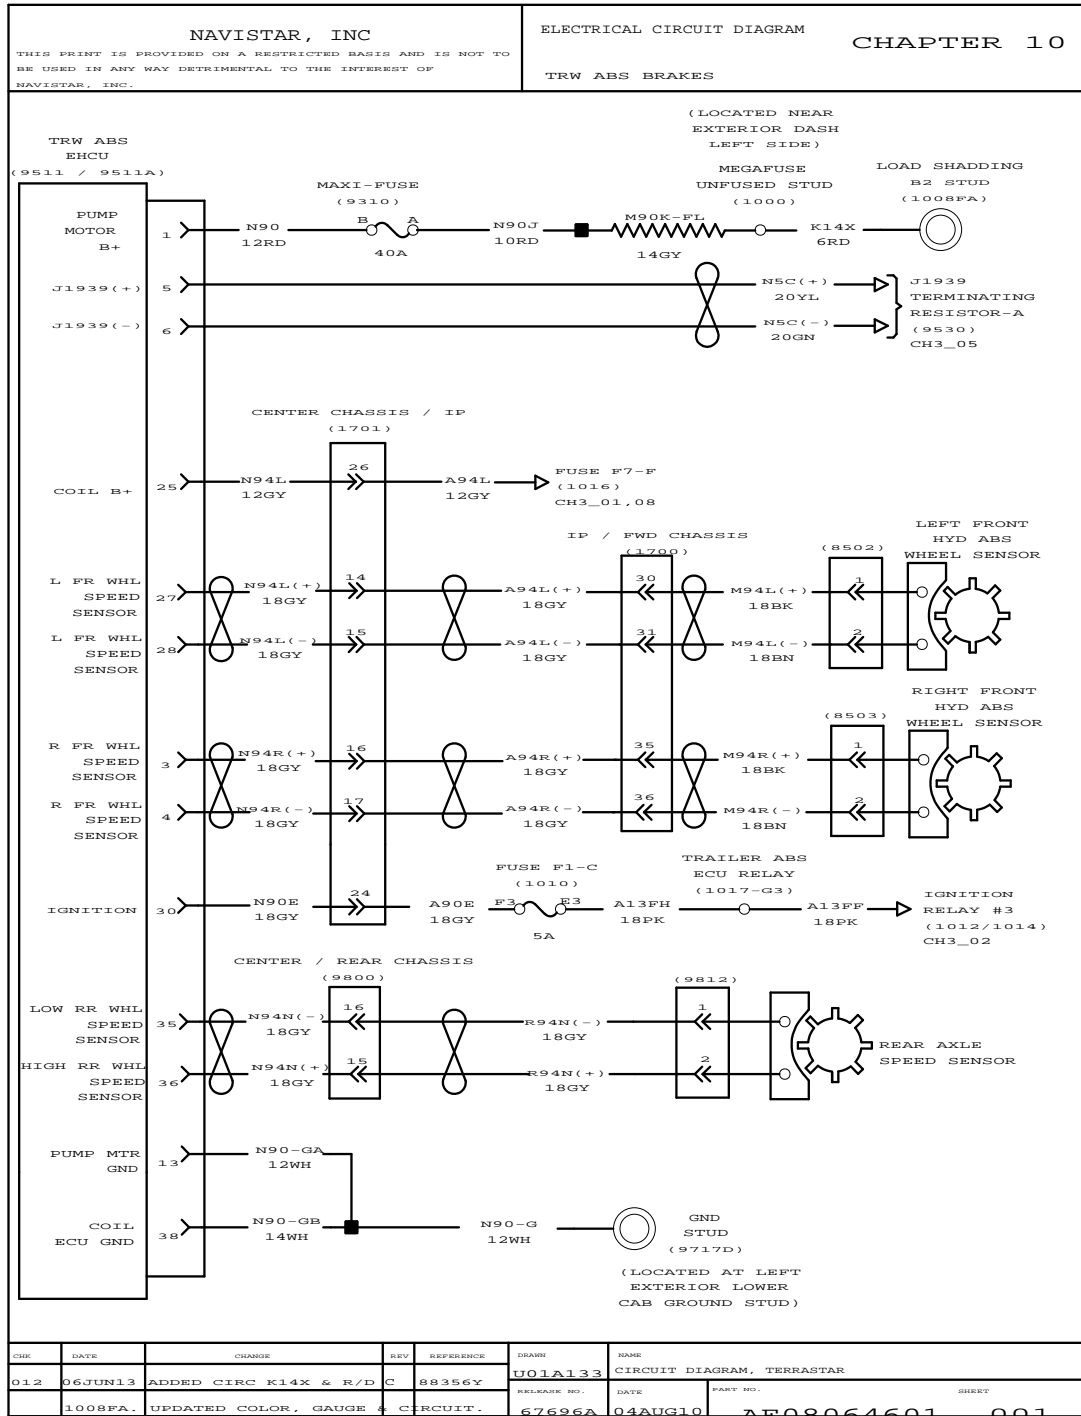 NAVISTAR, INC
THIS PRINT IS PROVIDED ON A RESTRICTED BASIS AND IS NOT TO
BE USED IN ANY WAY DETRIMENTAL TO THE INTEREST OF
NAVISTAR, INC.
ELECTRICAL CIRCUIT DIAGRAM
CHAPTER 10
TRW ABS BRAKES
TRW ABS
EHCU
(9511 / 9511A)
PUMP
MOTOR
B+
1
N90
12RD
MAXI-FUSE
(9310)
B A
40A
N90J
10RD
M90K-FL
14GY
(LOCATED NEAR
EXTERIOR DASH
LEFT SIDE)
MEGAFUSE
UNFUSED STUD
(1000)
K14X
6RD
LOAD SHADDING
B2 STUD
(1008FA)
J1939(+) 5
N5C(+)
20YL
J1939(-) 6
N5C(-)
20GN
J1939
TERMINATING
RESISTOR-A
(9530)
CH3_05
CENTER CHASSIS / IP
(1701)
COIL B+ 25
N94L
12GY
26
A94L
12GY
FUSE F7-F
(1016)
CH3_01,08
IP / FWD CHASSIS
(1700)
(8502)
LEFT FRONT
HYD ABS
WHEEL SENSOR
L FR WHL
SPEED
SENSOR
27
N94L(+)
18GY
14
A94L(+)
18GY
30
M94L(+)
18BK
1
L FR WHL
SPEED
SENSOR
28
N94L(-)
18GY
15
A94L(-)
18GY
31
M94L(-)
18BN
2
RIGHT FRONT
HYD ABS
WHEEL SENSOR
(8503)
R FR WHL
SPEED
SENSOR
3
N94R(+)
18GY
16
A94R(+)
18GY
35
M94R(+)
18BK
1
R FR WHL
SPEED
SENSOR
4
N94R(-)
18GY
17
A94R(-)
18GY
36
M94R(-)
18BN
2
IGNITION 30
N90E
18GY
24
A90E
18GY
FUSE F1-C
(1010)
F3 E3
5A
A13FH
18PK
TRAILER ABS
ECU RELAY
(1017-G3)
A13FF
18PK
IGNITION
RELAY #3
(1012/1014)
CH3_02
CENTER / REAR CHASSIS
(9800)
(9812)
LOW RR WHL
SPEED
SENSOR
35
N94N(-)
18GY
16
R94N(-)
18GY
1
HIGH RR WHL
SPEED
SENSOR
36
N94N(+)
18GY
15
R94N(+)
18GY
2
REAR AXLE
SPEED SENSOR
PUMP MTR
GND
13
N90-GA
12WH
COIL
ECU GND
38
N90-GB
14WH
N90-G
12WH
GND
STUD
(9717D)
(LOCATED AT LEFT
EXTERIOR LOWER
CAB GROUND STUD)
CHK DATE CHANGE REV REFERENCE
012 06JUN13 ADDED CIRC K14X & R/D C 88356Y
1008FA. UPDATED COLOR, GAUGE & CIRCUIT.
DRAWN
U01A133
NAME
CIRCUIT DIAGRAM, TERRASTAR
RELEASE NO.
67696A
DATE
04AUG10
PART NO.
AF08064601
SHEET
001